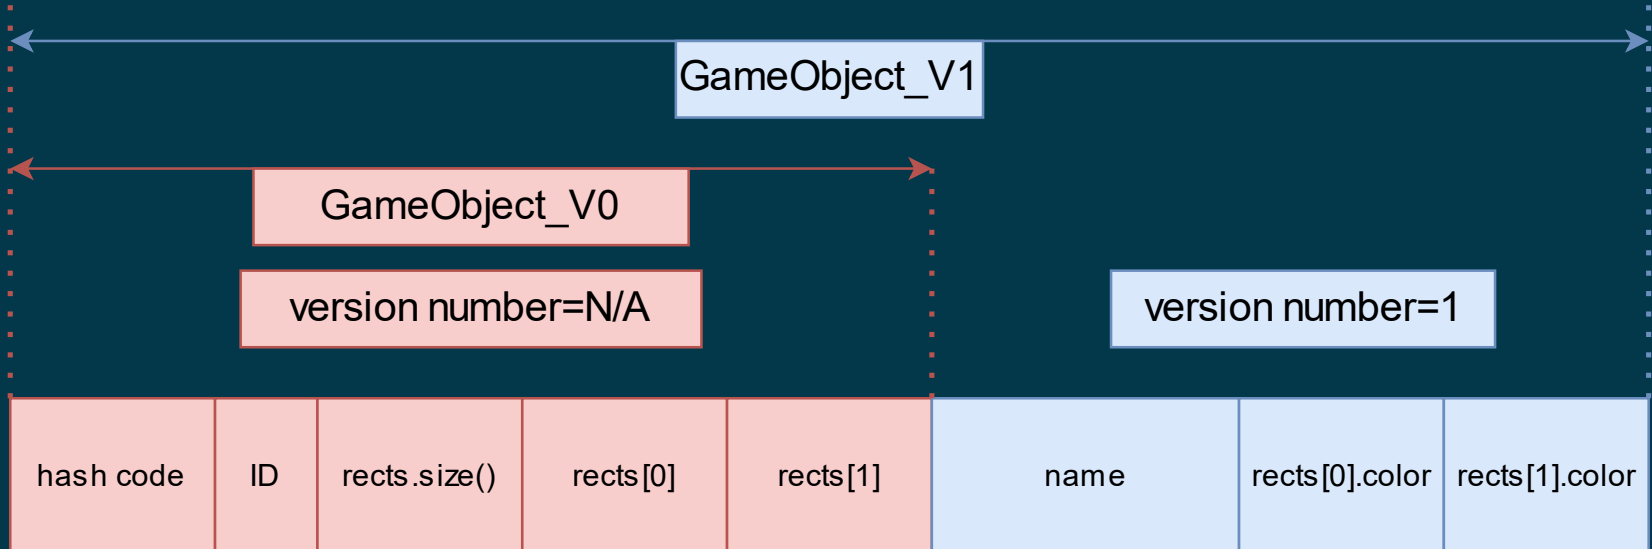 GameObject_V1
GameObject_V0
version number=N/A
version number=1
hash code
ID
rects.size()
rects[0]
rects[1]
name
rects[0].color
rects[1].color